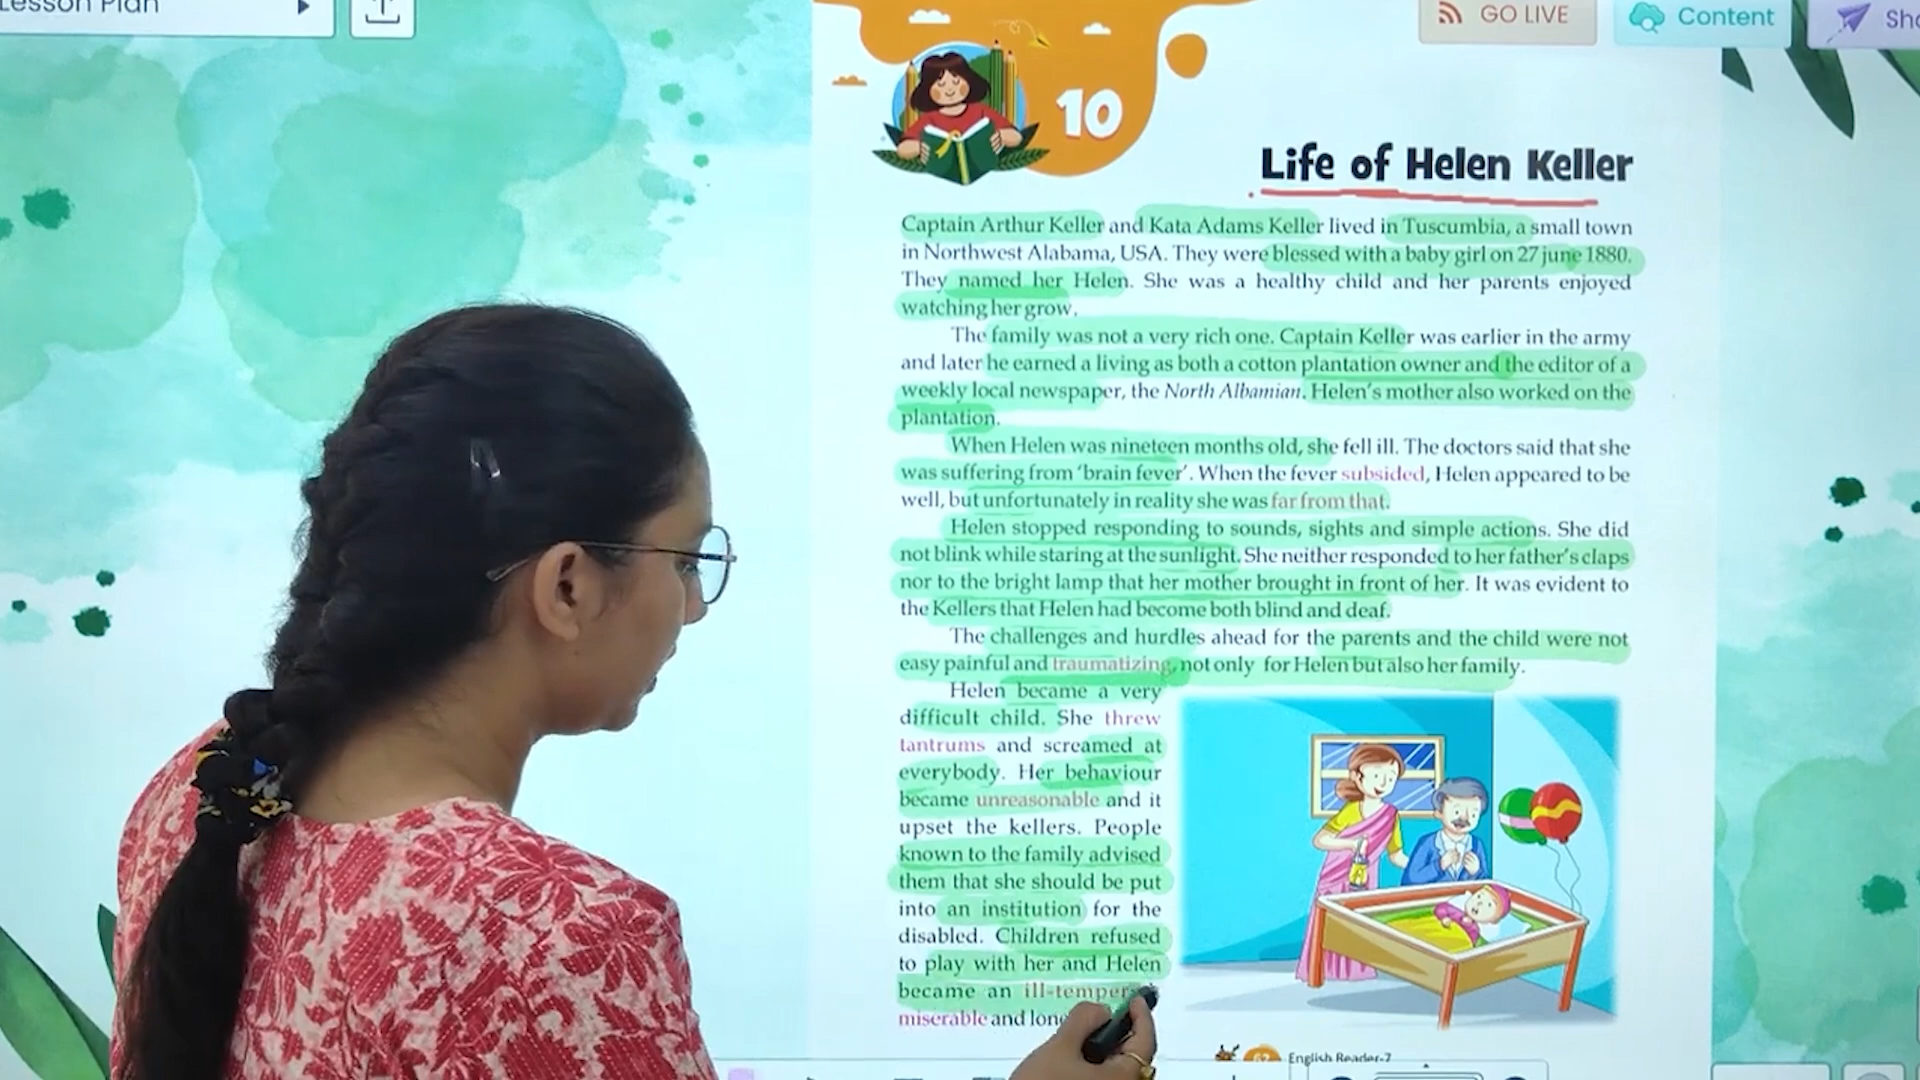 Lesson Plan
GO LIVE
Content
10
Life of Helen Keller
Captain Arthur Keller and Kata Adams Keller lived in Tuscumbia, a small town
in Northwest Alabama, USA. They were blessed with a baby girl on 27 june 1880.
They named her Helen. She was a healthy child and her parents enjoyed
watching her grow.
The family was not a very rich one. Captain Keller was earlier in the army
and later he earned a living as both a cotton plantation owner and the editor of a
weekly local newspaper, the North Albamian. Helen's mother also worked on the
plantation.
When Helen was nineteen months old, she fell ill. The doctors said that she
was suffering from 'brain fever'. When the fever subsided, Helen appeared to be
well, but unfortunately in reality she was far from that.
Helen stopped responding to sounds, sights and simple actions. She did
not blink while staring at the sunlight. She neither responded to her father's claps
nor to the bright lamp that her mother brought in front of her. It was evident to
the Kellers that Helen had become both blind and deaf.
The challenges and hurdles ahead for the parents and the child were not
easy painful and traumatizing, not only for Helen but also her family.
Helen became a very
difficult child. She threw
tantrums and screamed at
everybody. Her behaviour
became unreasonable and it
upset the kellers. People
known to the family advised
them that she should be put
into an institution for the
disabled. Children refused
to play with her and Helen
became an
miserable and
62 English Reader-7